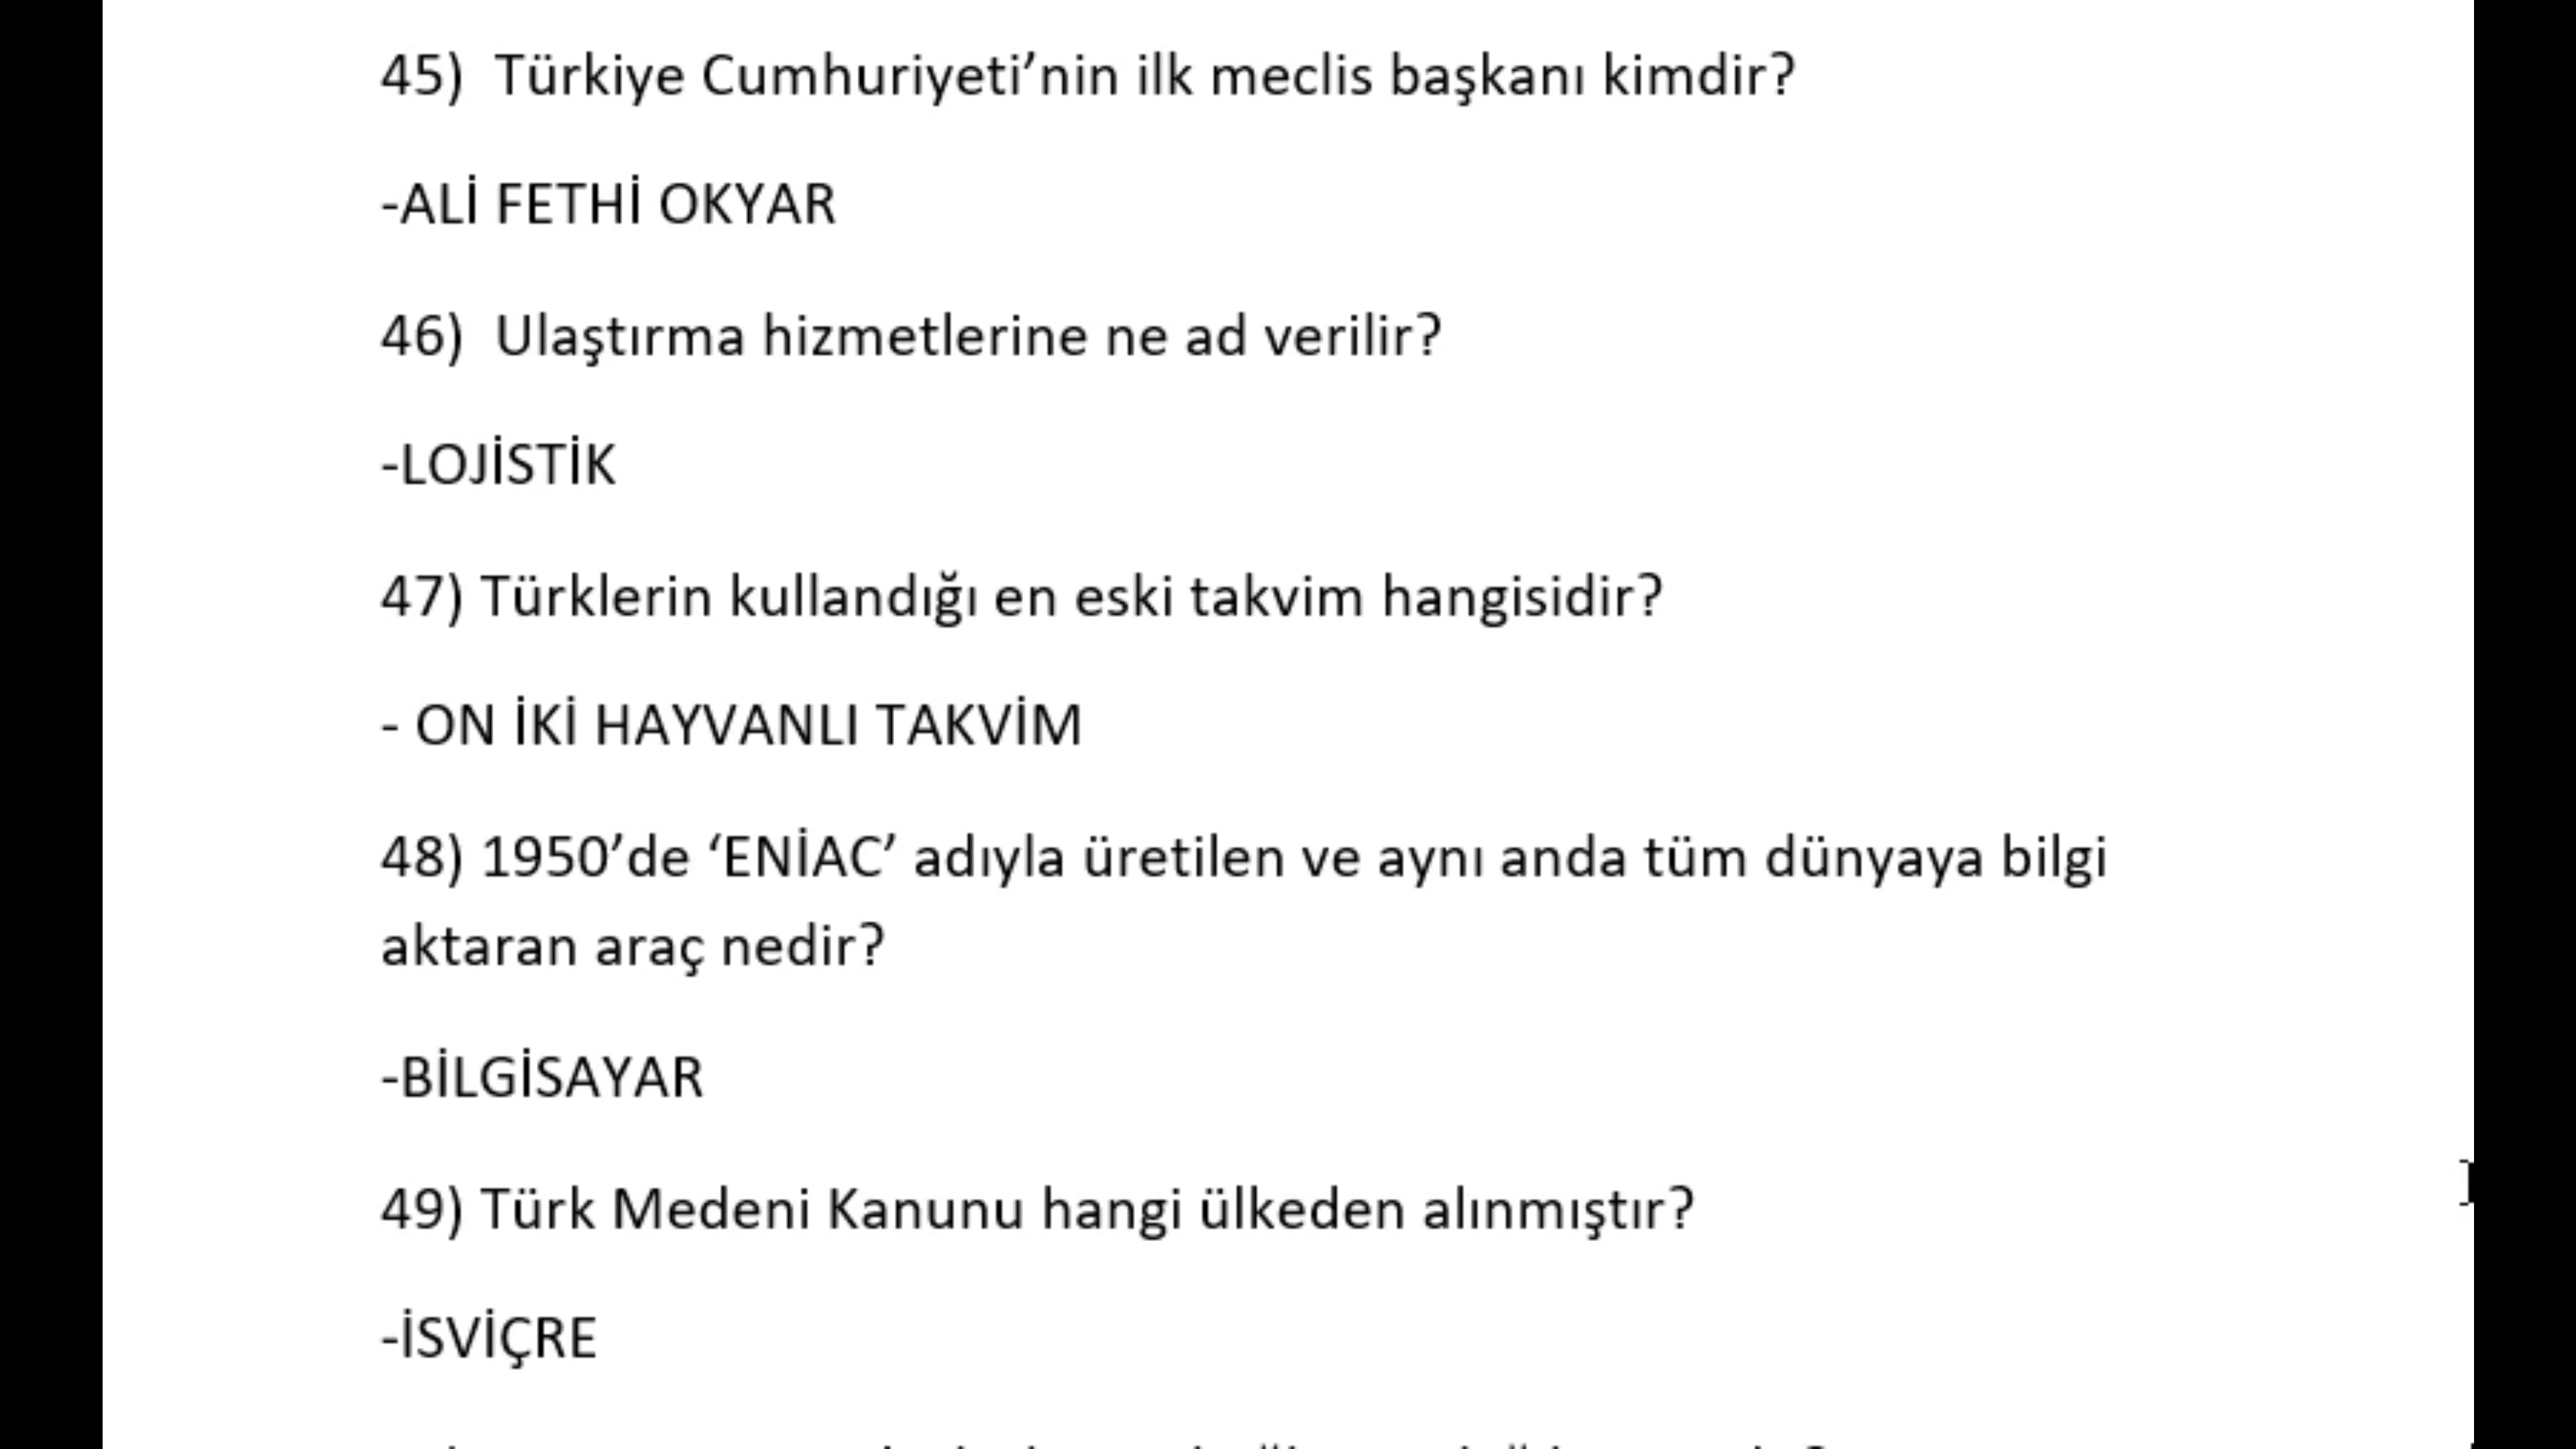 45)  Türkiye Cumhuriyeti’nin ilk meclis başkanı kimdir?
-ALİ FETHİ OKYAR
46)  Ulaştırma hizmetlerine ne ad verilir?
-LOJİSTİK
47) Türklerin kullandığı en eski takvim hangisidir?
- ON İKİ HAYVANLI TAKVİM
48) 1950’de ‘ENİAC’ adıyla üretilen ve aynı anda tüm dünyaya bilgi
aktaran araç nedir?
-BİLGİSAYAR
49) Türk Medeni Kanunu hangi ülkeden alınmıştır?
-İSVİÇRE